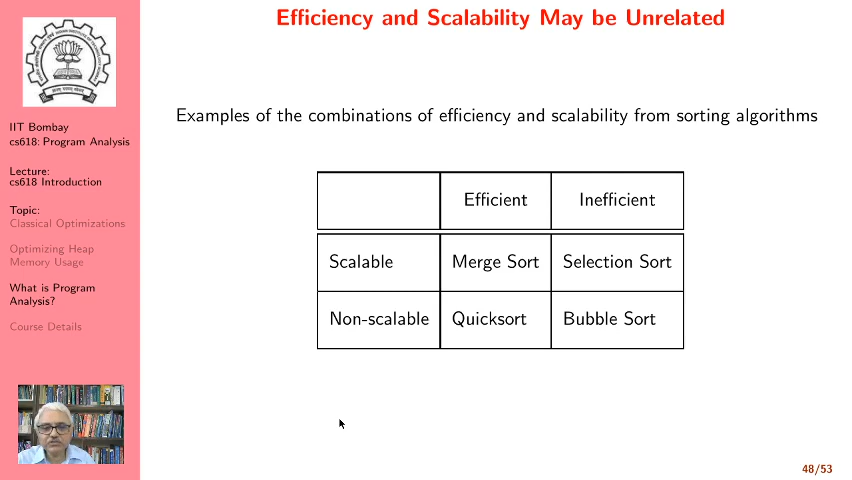 Efficiency and Scalability May be Unrelated
IIT Bombay
cs618: Program Analysis
Lecture:
cs618 Introduction
Topic:
Classical Optimizations
Optimizing Heap
Memory Usage
What is Program
Analysis?
Course Details
Examples of the combinations of efficiency and scalability from sorting algorithms
Efficient Inefficient
Scalable Merge Sort Selection Sort
Non-scalable Quicksort Bubble Sort
48/53